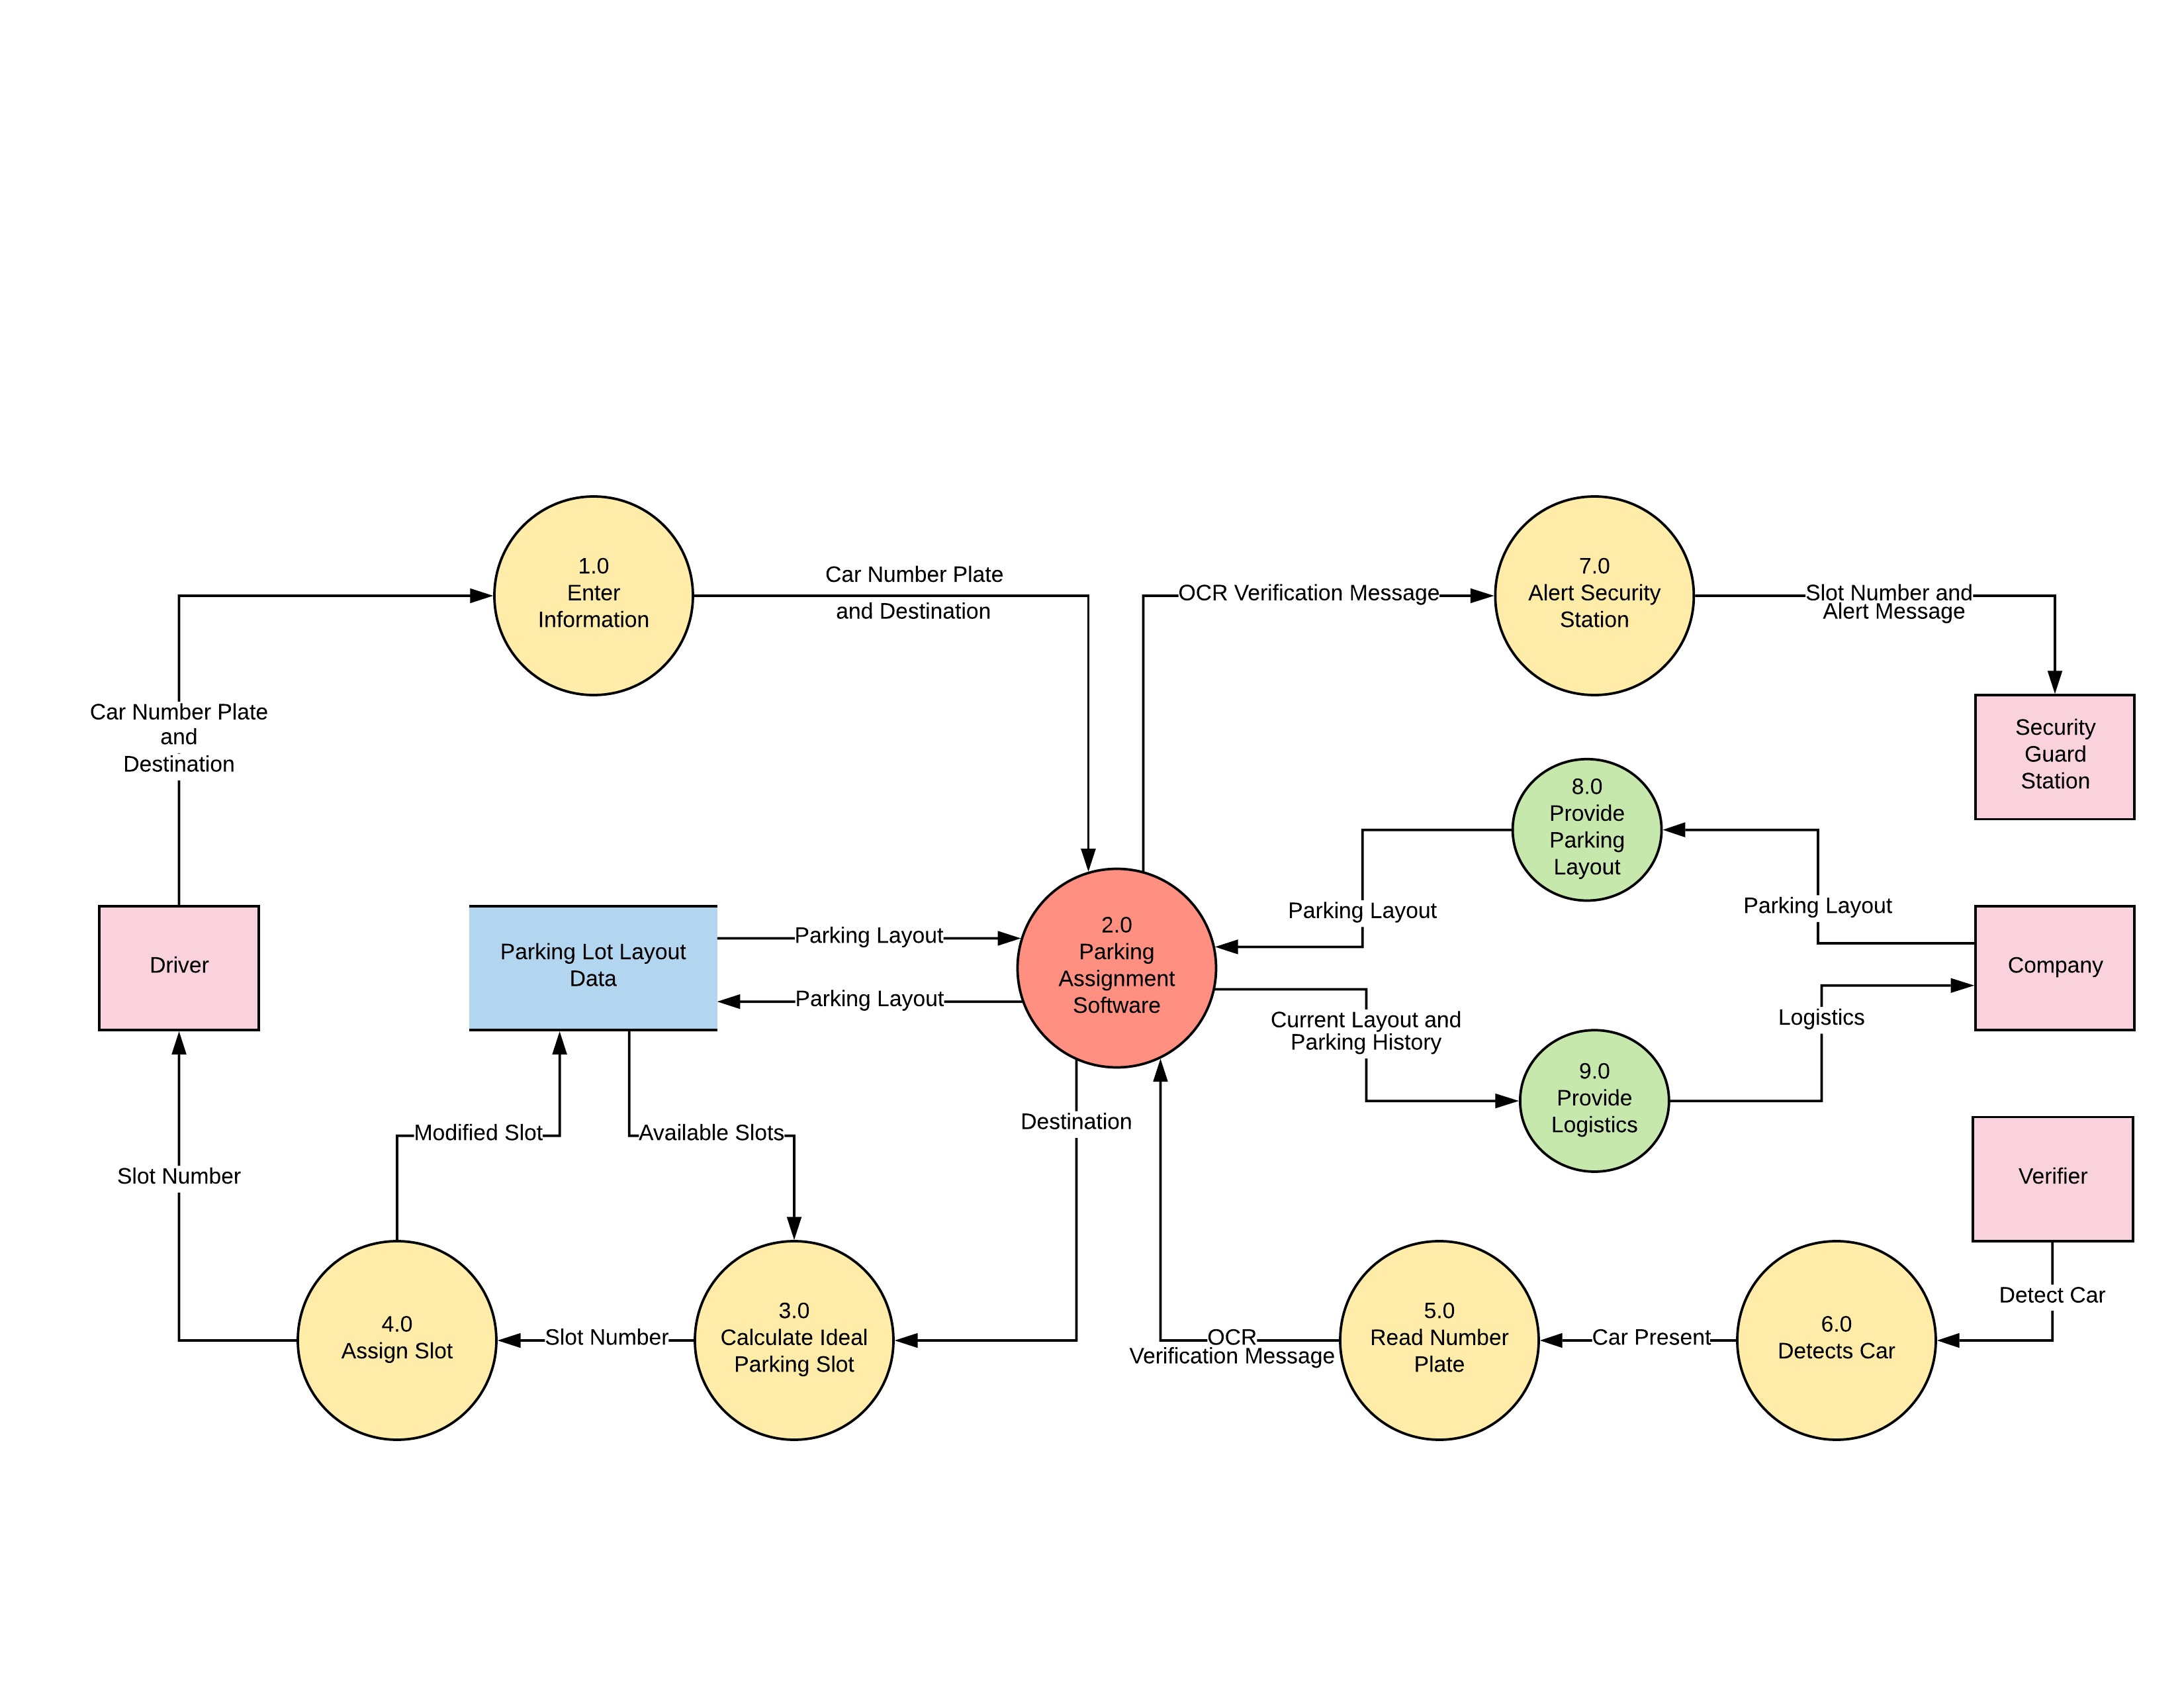 1.0
Enter
Information
Car Number Plate
and Destination
OCR Verification Message
7.0
Alert Security
Station
Slot Number and
Alert Message
Car Number Plate
and
Destination
Security
Guard
Station
8.0
Provide
Parking
Layout
Parking Layout
Parking Layout
Driver
Parking Lot Layout
Data
Parking Layout
Parking Layout
2.0
Parking
Assignment
Software
Company
Current Layout and
Parking History
Logistics
9.0
Provide
Logistics
Destination
Modified Slot
Available Slots
Slot Number
Verifier
4.0
Assign Slot
Slot Number
3.0
Calculate Ideal
Parking Slot
OCR
Verification Message
5.0
Read Number
Plate
Car Present
6.0
Detects Car
Detect Car